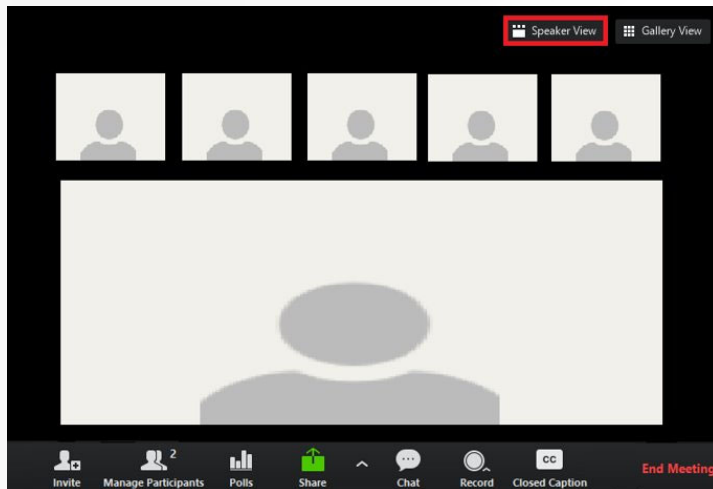 Speaker View
Gallery View
2
Invite
Manage Participants
Polls
Share
Chat
Record
CC
Closed Caption
End Meeting